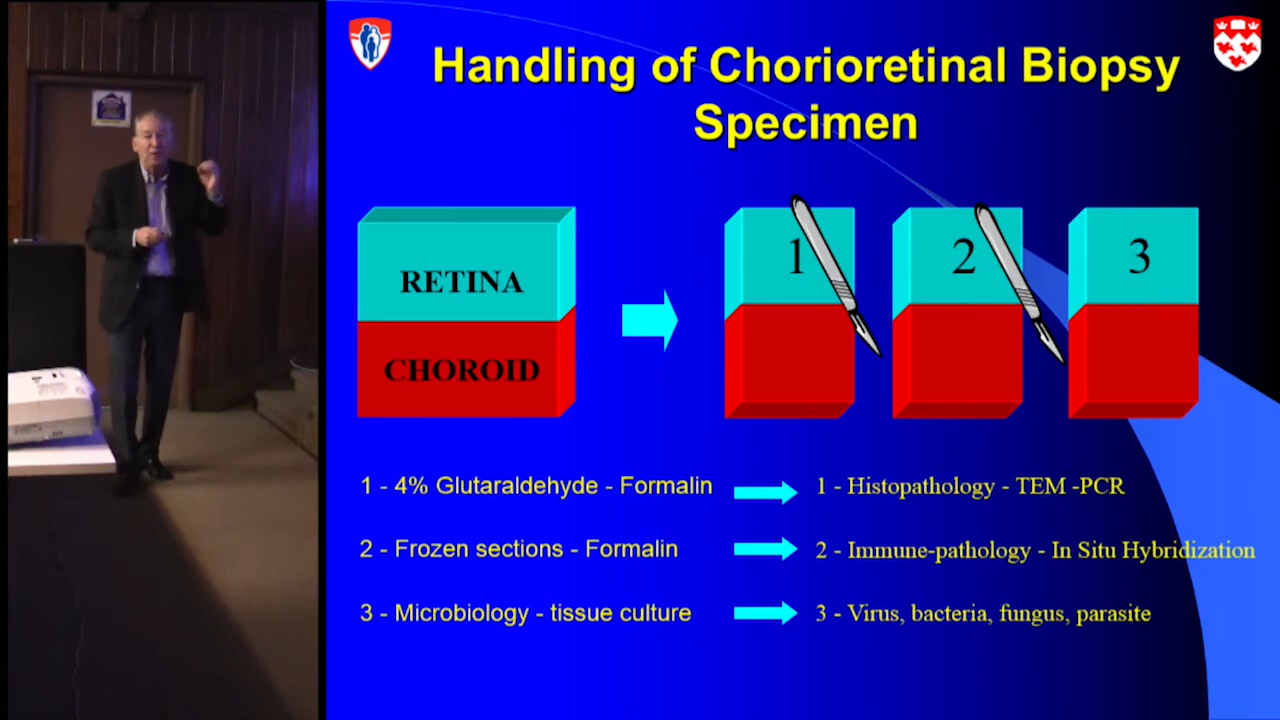 Handling of Chorioretinal Biopsy
Specimen
RETINA
CHOROID
1
2
3
1 - 4% Glutaraldehyde - Formalin
1 - Histopathology - TEM -PCR
2 - Frozen sections - Formalin
2 - Immune-pathology - In Situ Hybridization
3 - Microbiology - tissue culture
3 - Virus, bacteria, fungus, parasite